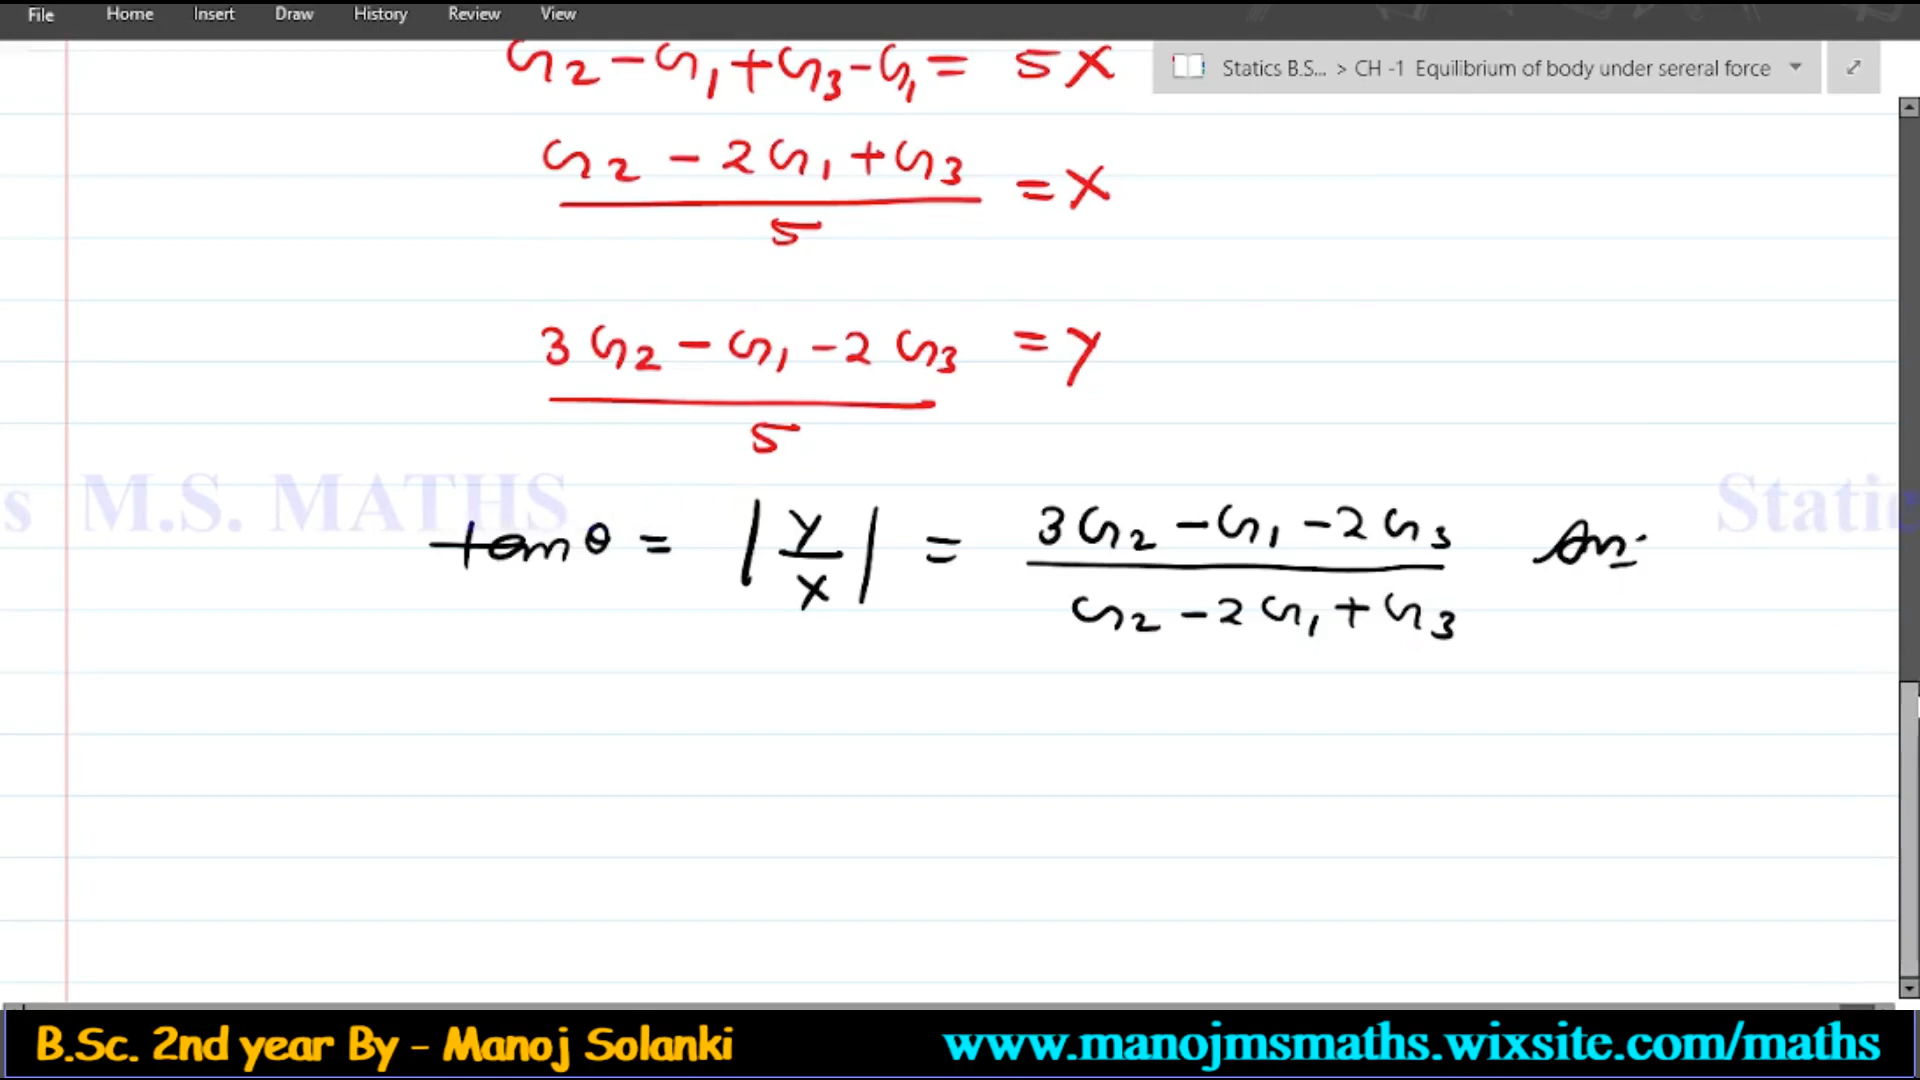 File Home Insert Draw History Review View
G₂ - G₁ + G₃ - G₁ = 5X
Statics B.S... > CH -1 Equilibrium of body under sereral force
G₂ - 2G₁ + G₃ / 5 = X
3G₂ - G₁ - 2G₃ / 5 = Y
s M.S. MATHS Static
tan θ = |Y/X| = 3G₂ - G₁ - 2G₃ / G₂ - 2G₁ + G₃ Ans
B.Sc. 2nd year By - Manoj Solanki www.manojmsmaths.wixsite.com/maths